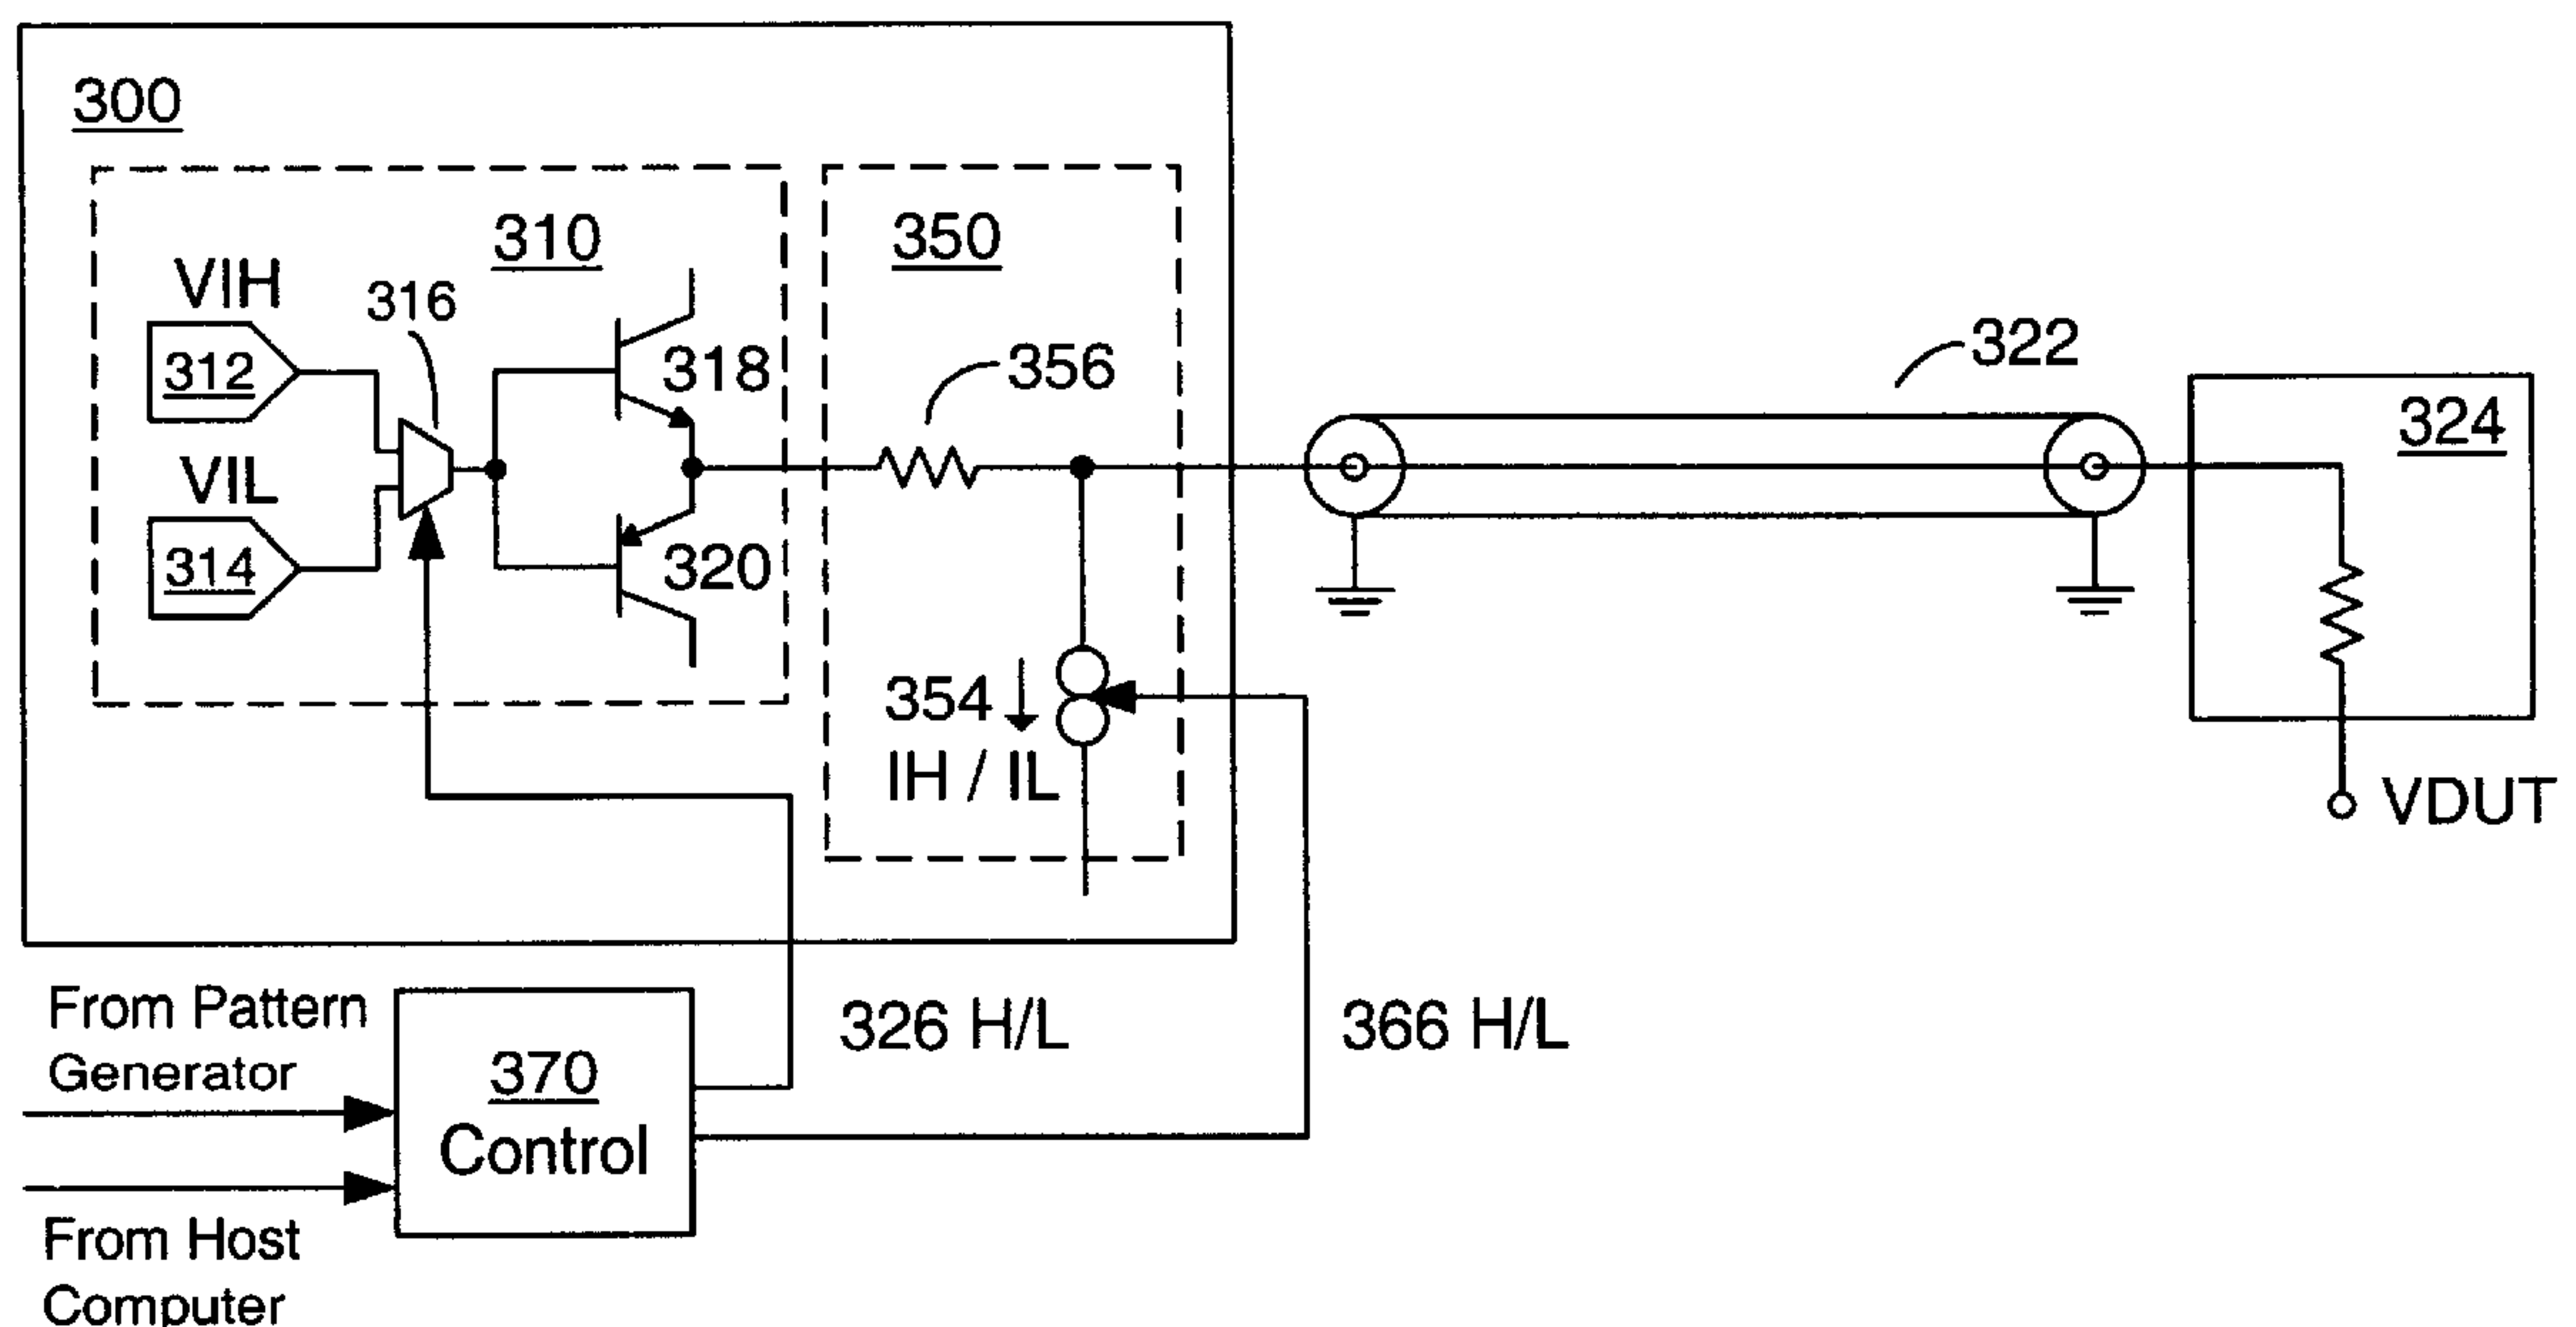 300
310
350
VIH
316
312
318
356
322
324
VIL
314
320
354
IH / IL
VDUT
From Pattern
Generator
326 H/L
366 H/L
370
Control
From Host
Computer